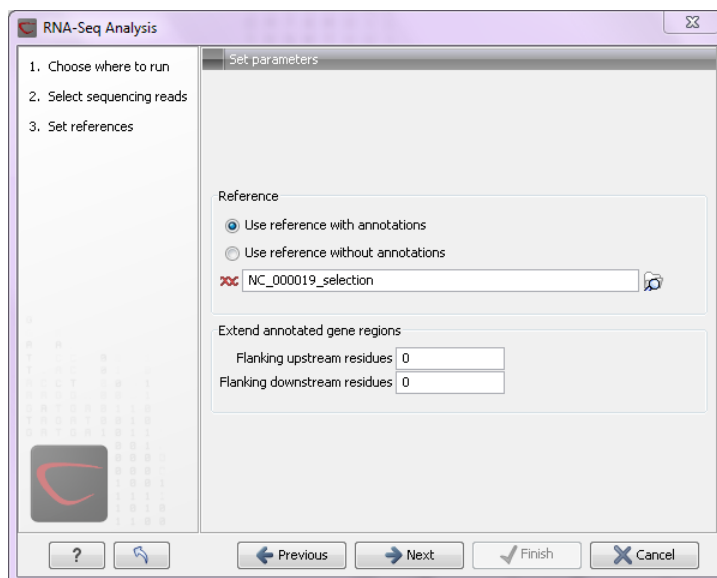 RNA-Seq Analysis
1. Choose where to run
2. Select sequencing reads
3. Set references
Set parameters
Reference
Use reference with annotations
Use reference without annotations
NC_000019_selection
Extend annotated gene regions
Flanking upstream residues 0
Flanking downstream residues 0
? Previous Next Finish Cancel